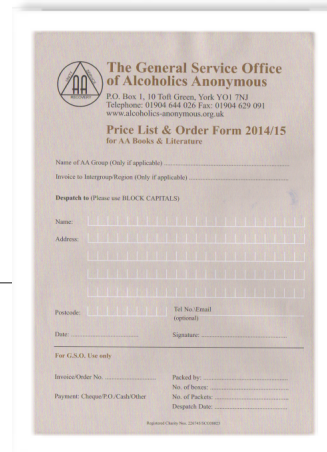 AA
The General Service Office
of Alcoholics Anonymous
P.O. Box 1, 10 Toft Green, York YO1 7NJ
Telephone: 01904 644 026 Fax: 01904 629 091
www.alcoholics-anonymous.org.uk
Price List & Order Form 2014/15
for AA Books & Literature
Name of AA Group (Only if applicable)
Invoice to Intergroup/Region (Only if applicable)
Despatch to (Please use BLOCK CAPITALS)
Name:
Address:
Postcode:
Tel No./Email
(optional)
Date:
Signature:
For G.S.O. Use only
Invoice/Order No.
Packed by:
No. of boxes:
Payment: Cheque/P.O./Cash/Other
No. of Packets:
Despatch Date:
Registered Charity Nos.